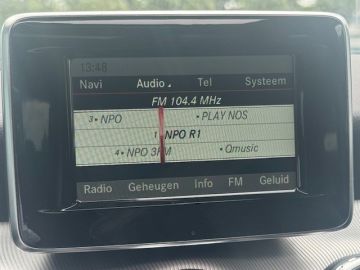 13:48
Navi Audio Tel Systeem
FM 104.4 MHz
3• NPO • PLAY NOS
1 NPO R1
4• NPO 3FM • Qmusic
Radio Geheugen Info FM Geluid